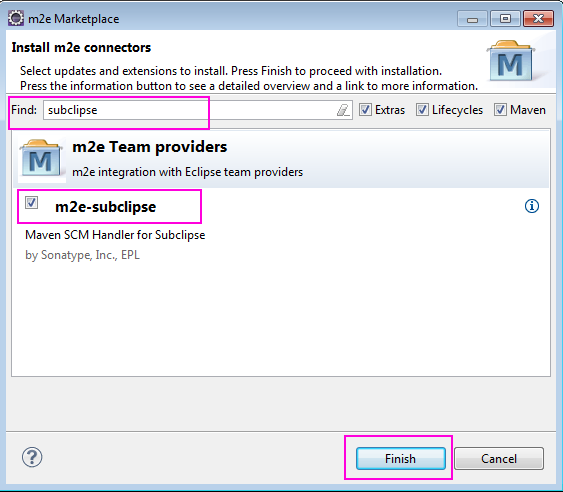 m2e Marketplace
Install m2e connectors
Select updates and extensions to install. Press Finish to proceed with installation.
Press the information button to see a detailed overview and a link to more information.
Find: subclipse Extras Lifecycles Maven
M
M
m2e Team providers
m2e integration with Eclipse team providers
m2e-subclipse
Maven SCM Handler for Subclipse
by Sonatype, Inc., EPL
? Finish Cancel